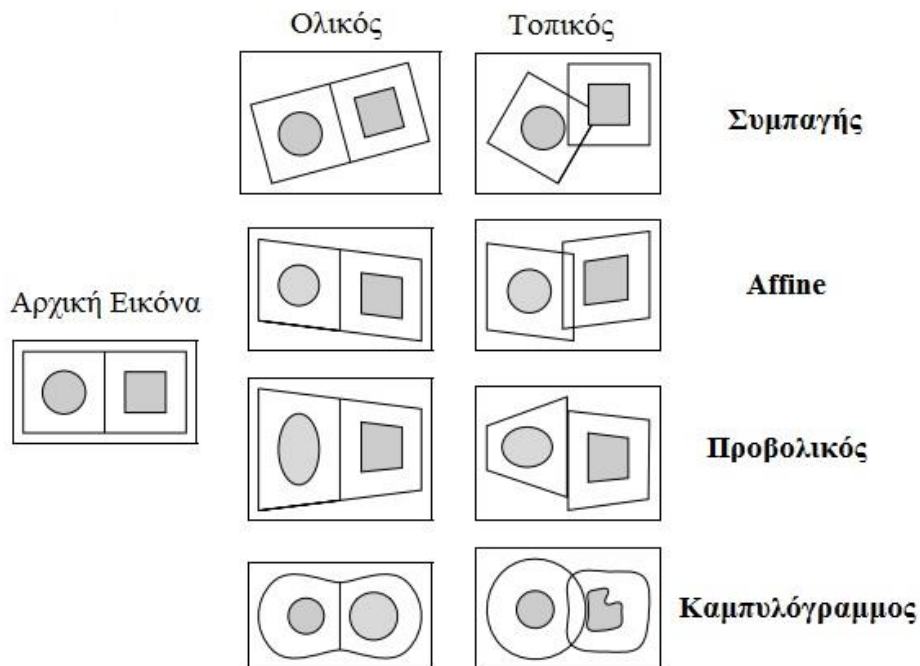 Ολικός
Τοπικός
Συμπαγής
Affine
Αρχική Εικόνα
Προβολικός
Καμπυλόγραμμος